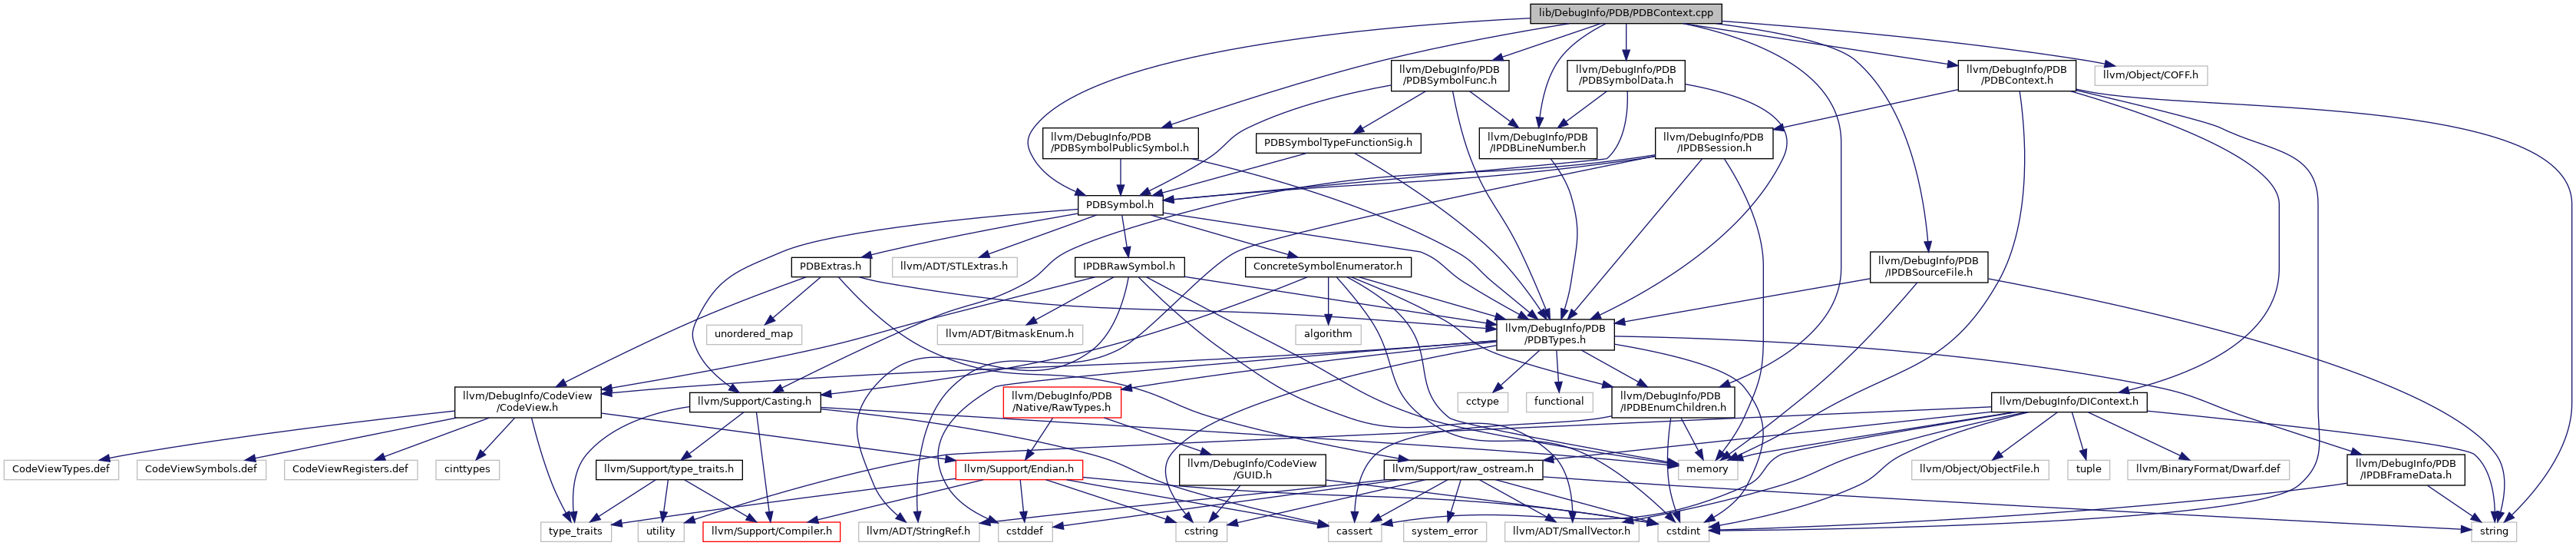 lib/DebugInfo/PDB/PDBContext.cpp
llvm/DebugInfo/PDB
/PDBSymbolFunc.h
llvm/DebugInfo/PDB
/PDBSymbolData.h
llvm/DebugInfo/PDB
/PDBContext.h
llvm/Object/COFF.h
llvm/DebugInfo/PDB
/PDBSymbolPublicSymbol.h
PDBSymbolTypeFunctionSig.h
llvm/DebugInfo/PDB
/IPDBLineNumber.h
llvm/DebugInfo/PDB
/IPDBSession.h
PDBSymbol.h
PDBExtras.h
llvm/ADT/STLExtras.h
IPDBRawSymbol.h
ConcreteSymbolEnumerator.h
llvm/DebugInfo/PDB
/IPDBSourceFile.h
unordered_map
llvm/ADT/BitmaskEnum.h
algorithm
llvm/DebugInfo/PDB
/PDBTypes.h
llvm/DebugInfo/CodeView
/CodeView.h
llvm/Support/Casting.h
llvm/DebugInfo/PDB
/Native/RawTypes.h
cctype
functional
llvm/DebugInfo/PDB
/IPDBEnumChildren.h
llvm/DebugInfo/DIContext.h
CodeViewTypes.def
CodeViewSymbols.def
CodeViewRegisters.def
cinttypes
llvm/Support/type_traits.h
llvm/Support/Endian.h
llvm/DebugInfo/CodeView
/GUID.h
llvm/Support/raw_ostream.h
memory
llvm/Object/ObjectFile.h
tuple
llvm/BinaryFormat/Dwarf.def
llvm/DebugInfo/PDB
/IPDBFrameData.h
type_traits
utility
llvm/Support/Compiler.h
llvm/ADT/StringRef.h
cstddef
cstring
cassert
system_error
llvm/ADT/SmallVector.h
cstdint
string